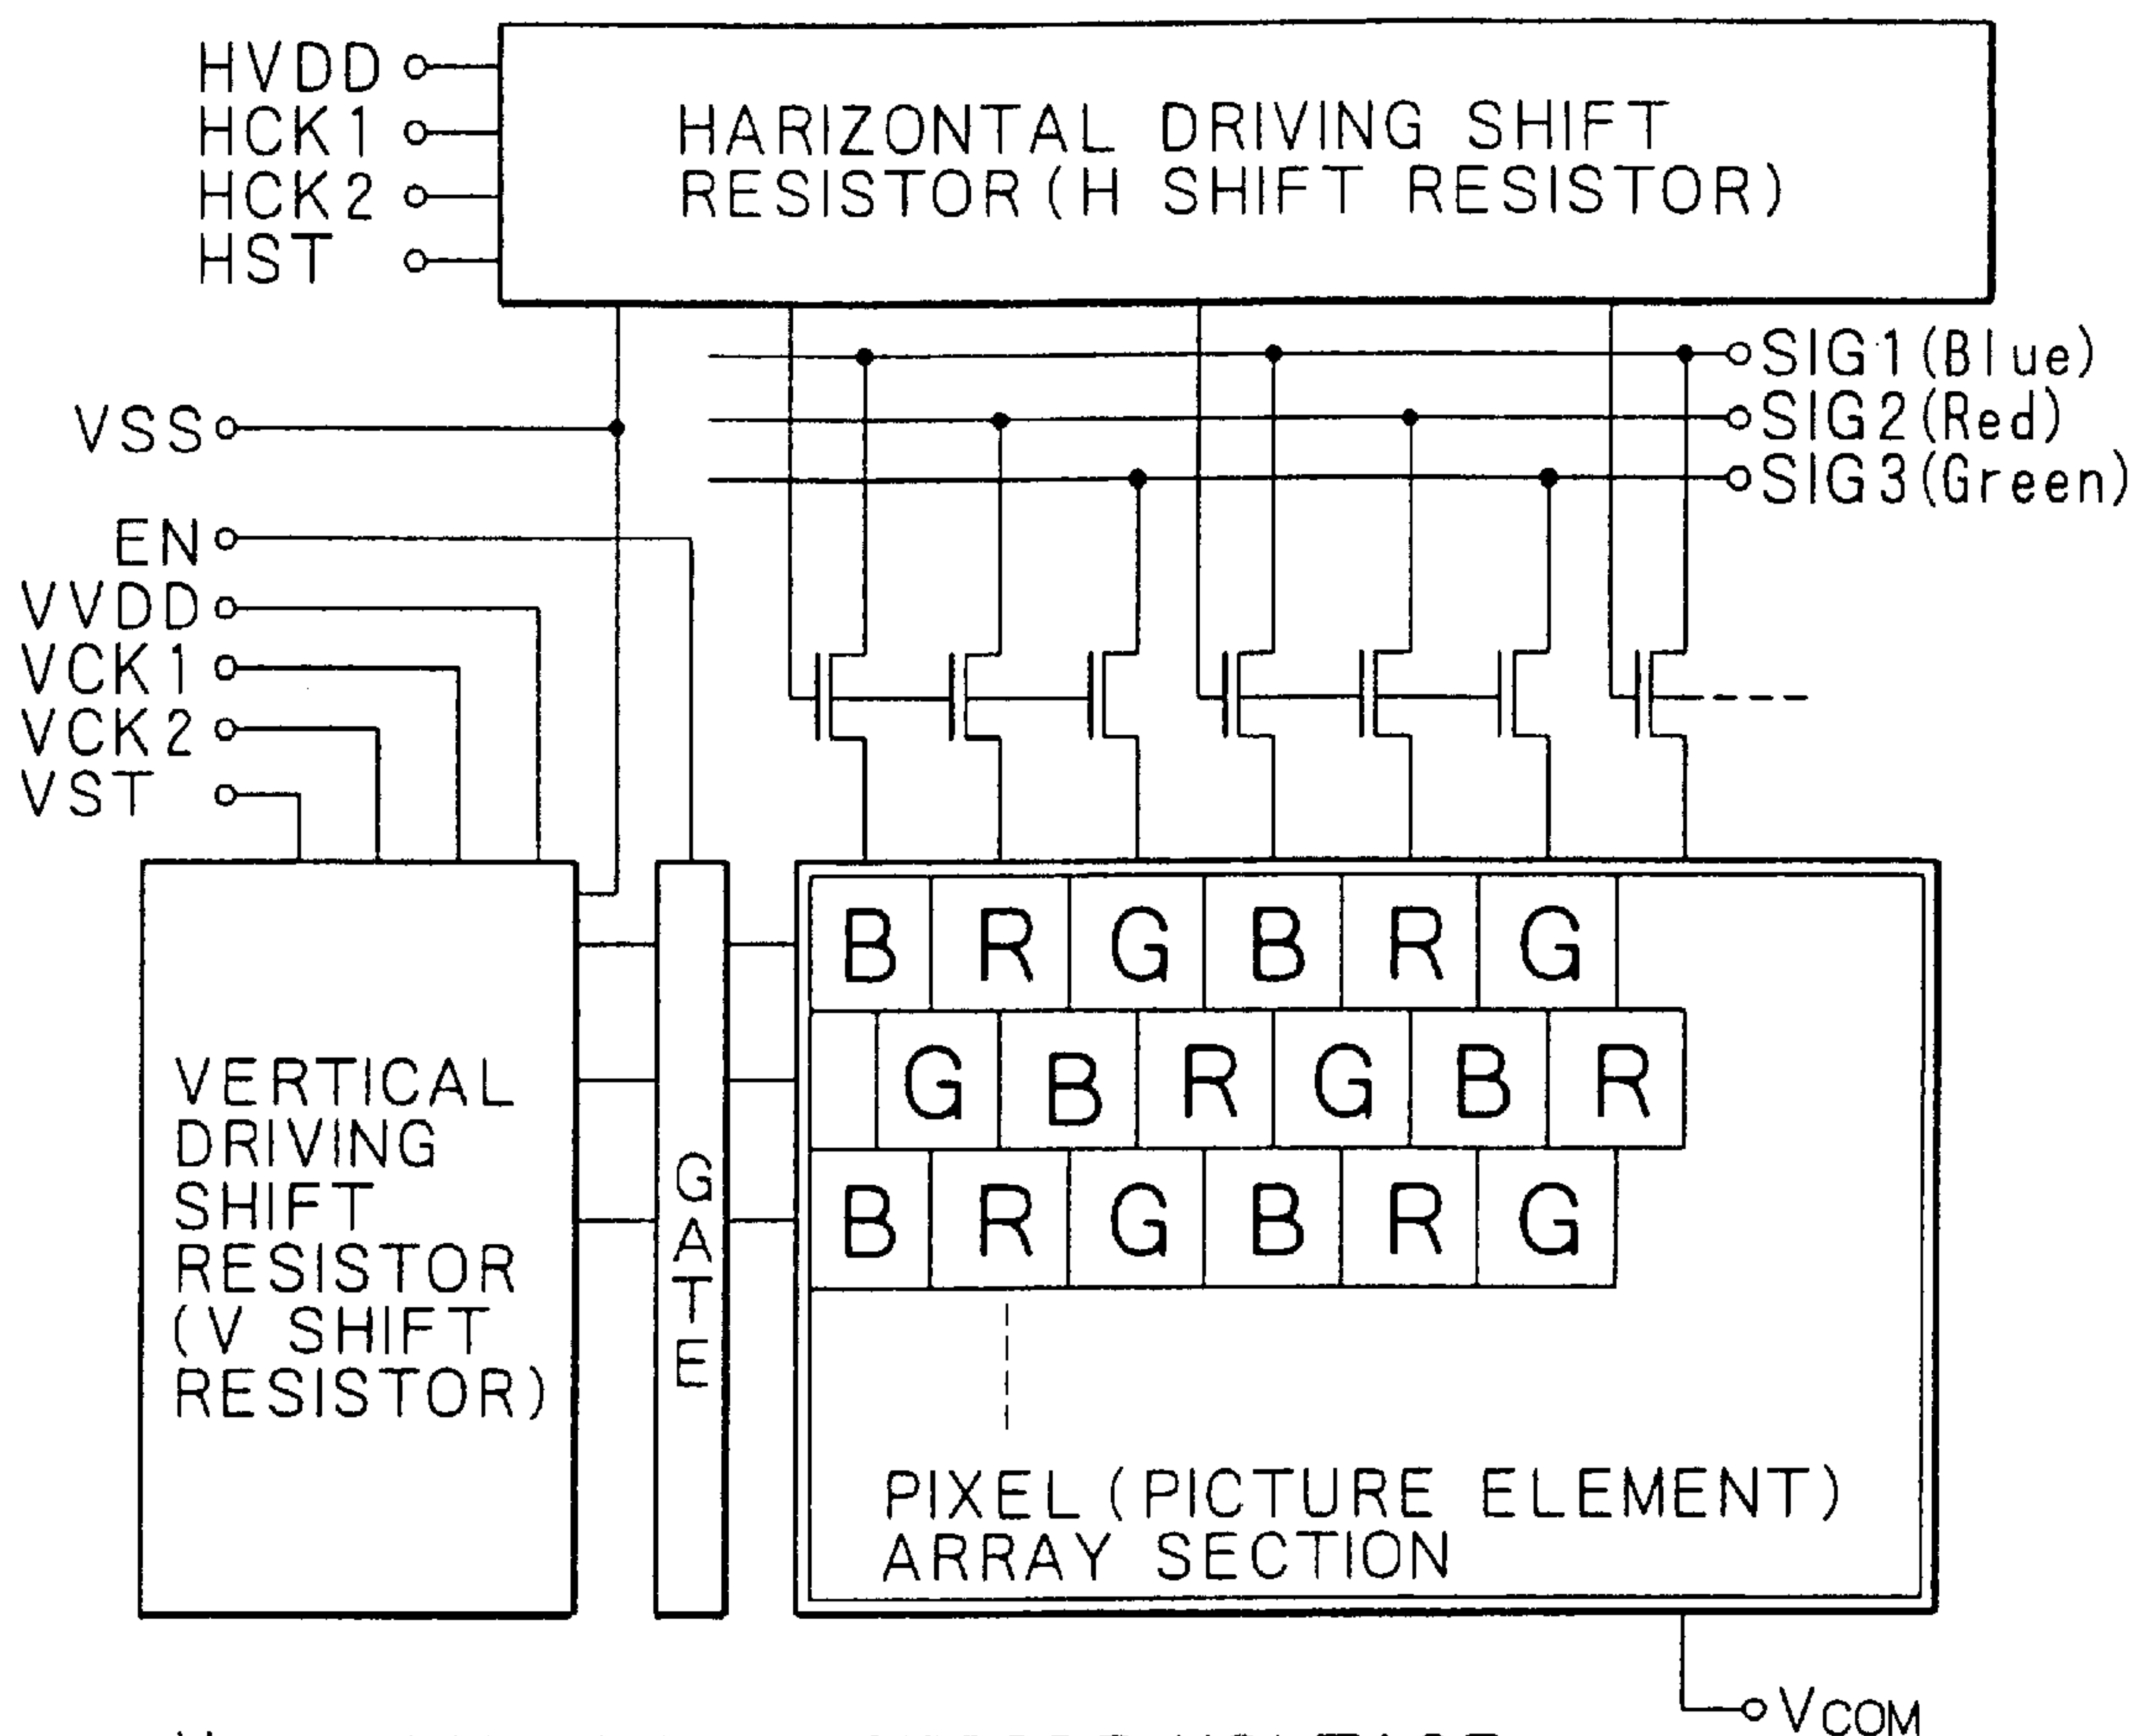 HVDD
HCK1
HCK2
HST
HARIZONTAL DRIVING SHIFT
RESISTOR(H SHIFT RESISTOR)
SIG1(Blue)
SIG2(Red)
SIG3(Green)
VSS
EN
VVDD
VCK1
VCK2
VST
VERTICAL
DRIVING
SHIFT
RESISTOR
(V SHIFT
RESISTOR)
GATE
B R G B R G
G B R G B R
B R G B R G
PIXEL(PICTURE ELEMENT)
ARRAY SECTION
VCOM